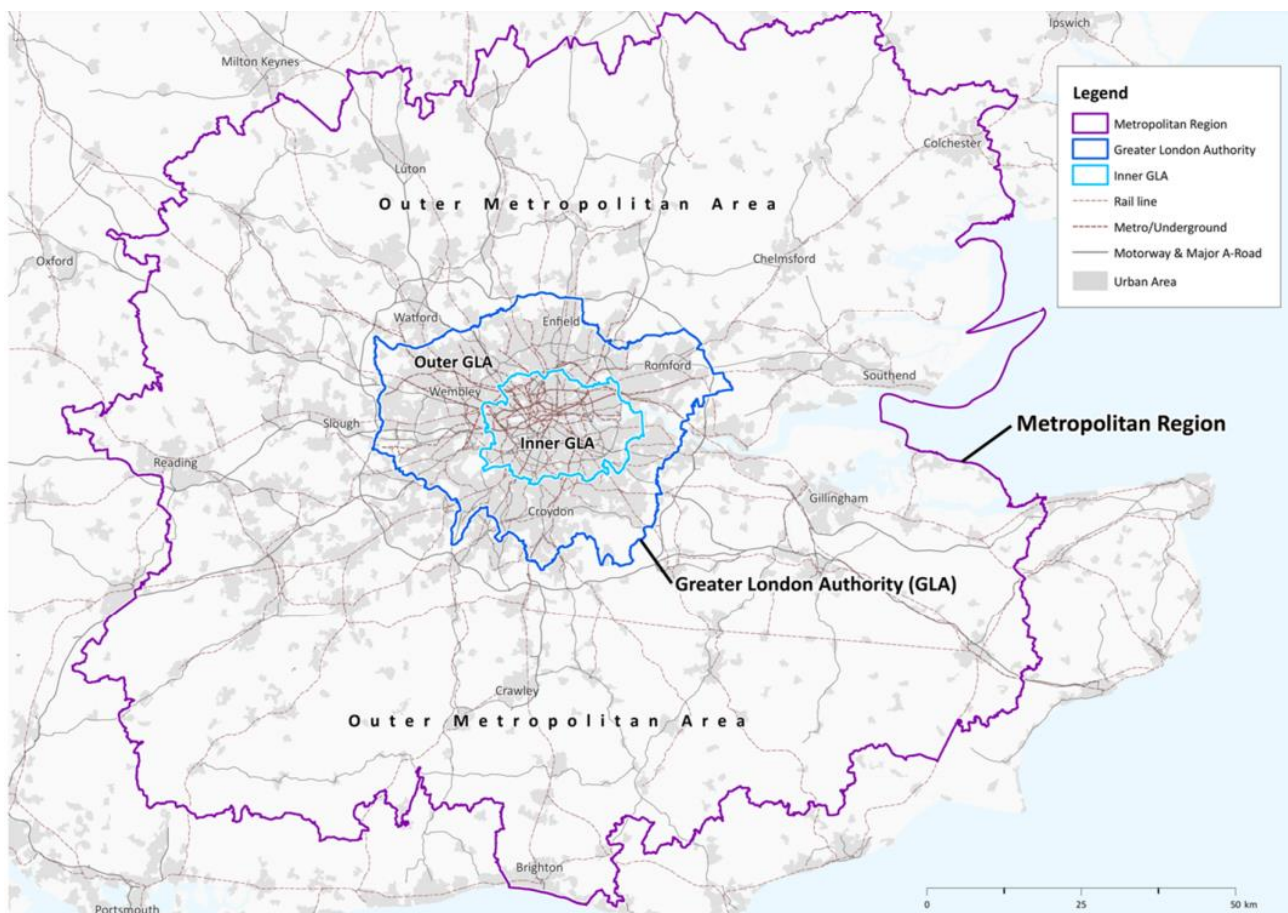 Ipswich
Milton Keynes
Legend
Metropolitan Region
Greater London Authority
Inner GLA
Rail line
Metro/Underground
Motorway & Major A-Road
Urban Area
Colchester
Luton
Outer Metropolitan Area
Oxford
Chelmsford
Watford
Enfield
Outer GLA
Romford
Southend
Wembley
Slough
Metropolitan Region
Inner GLA
Reading
Gillingham
Croydon
Greater London Authority (GLA)
Crawley
Outer Metropolitan Area
Brighton
Portsmouth
0 25 50 km